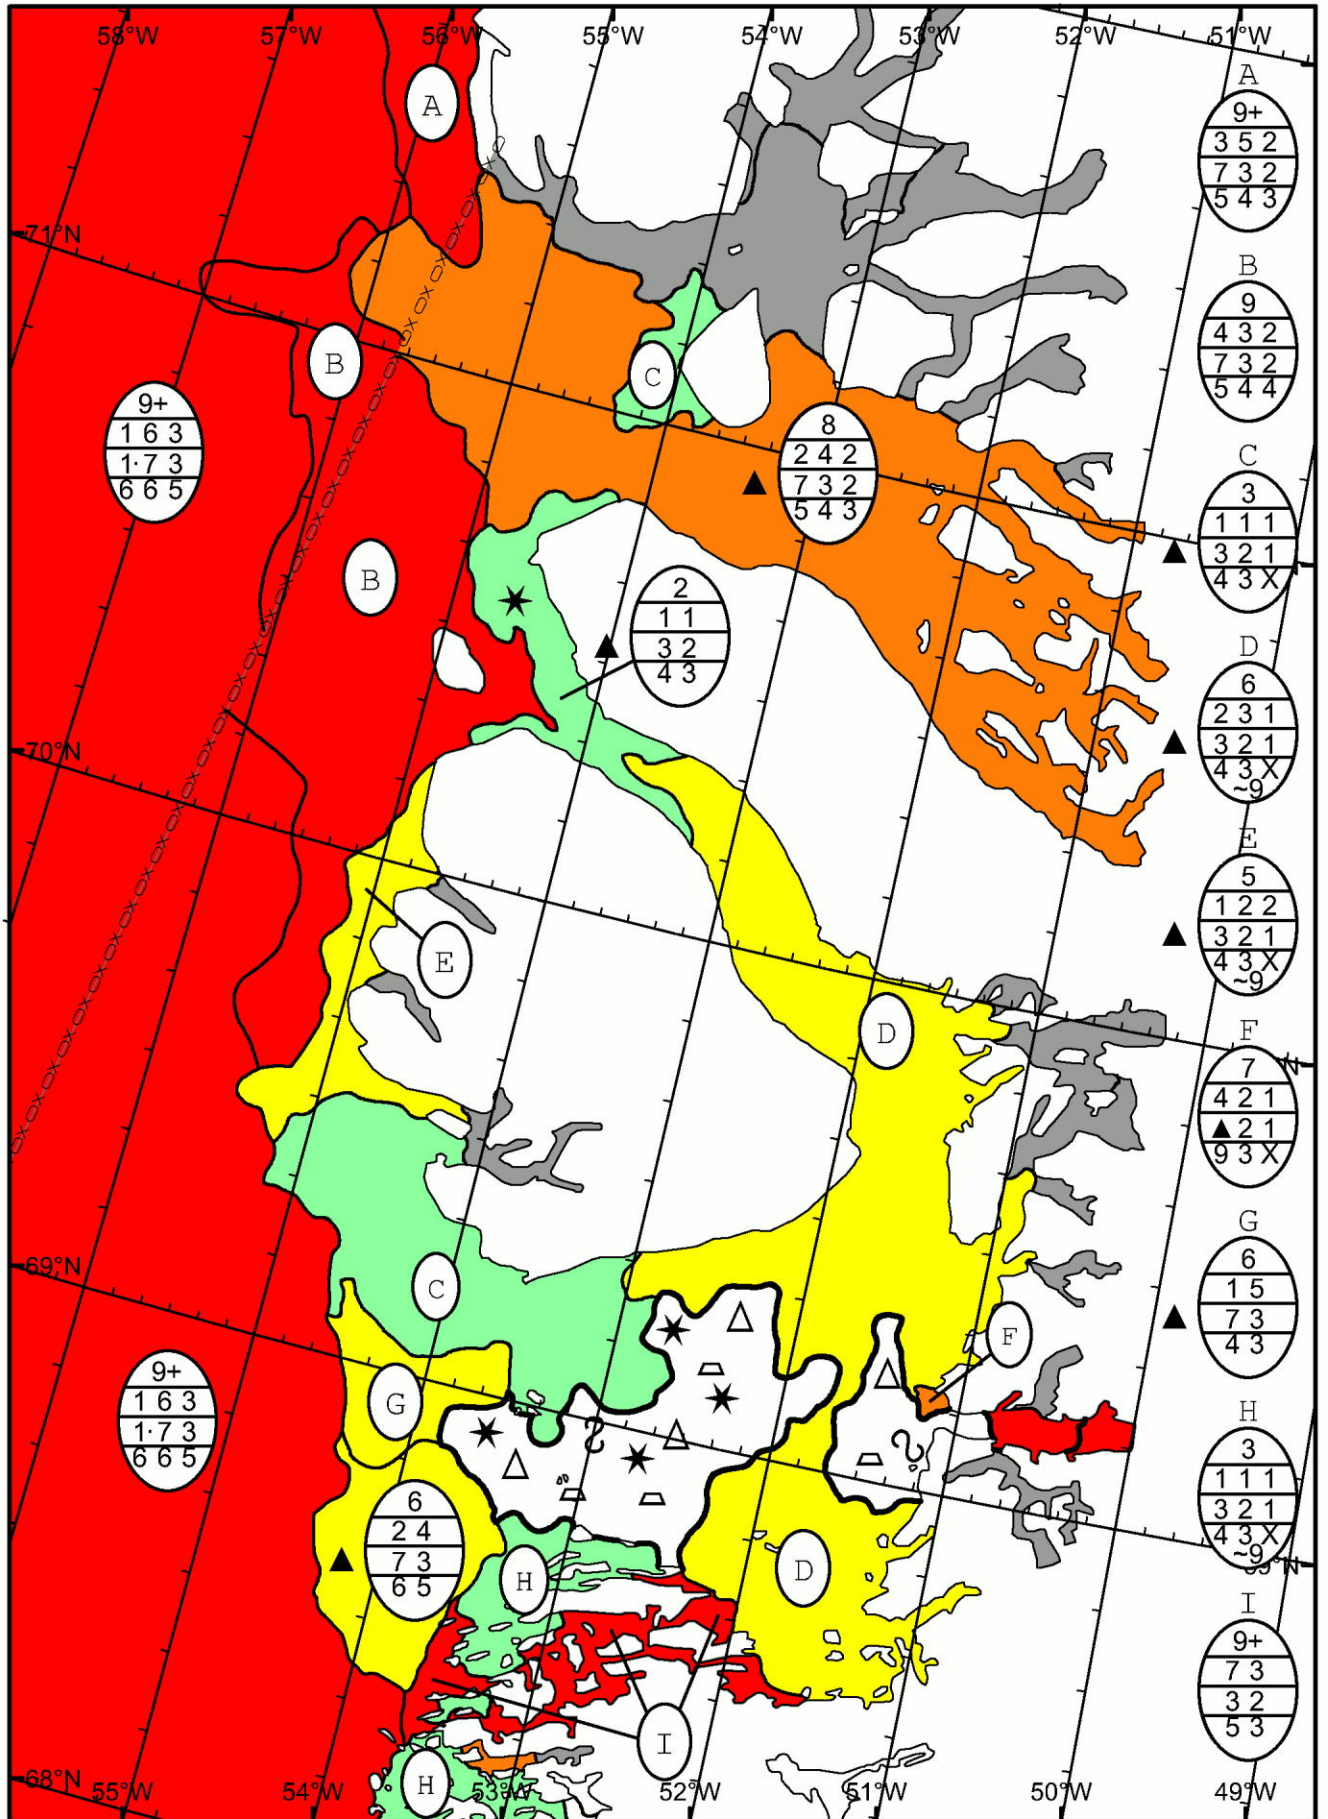 58°W 57°W 56°W 55°W 54°W 53°W 52°W 51°W
A
9+
3 5 2
7 3 2
5 4 3
A
71°N
B
9
4 3 2
7 3 2
5 4 4
B
C
9+
1 6 3
1·7 3
6 6 5
8
2 4 2
7 3 2
5 4 3
C
3
1 1 1
3 2 1
4 3 X
N
B
2
1 1
3 2
4 3
D
6
2 3 1
3 2 1
4 3 X
~9
70°N
E
5
1 2 2
3 2 1
4 3 X
~9
E
D
F
7
4 2 1
▲ 2 1
9 3 X
N
G
6
1 5
7 3
4 3
69°N
C
F
9+
1 6 3
1·7 3
6 6 5
G
H
3
1 1 1
3 2 1
4 3 X
~9
69°N
6
2 4
7 3
6 5
H
D
I
9+
7 3
3 2
5 3
I
H
68°N
55°W 54°W 53°W 52°W 51°W 50°W 49°W